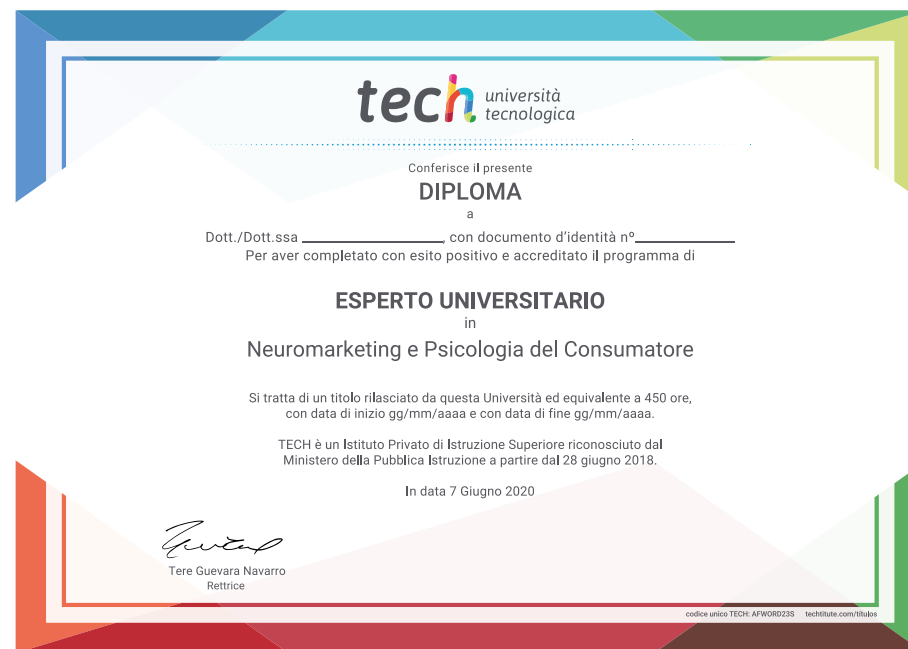 tech università
tecnologica
Conferisce il presente
DIPLOMA
a
Dott./Dott.ssa ____________________, con documento d'identità nº______________
Per aver completato con esito positivo e accreditato il programma di
ESPERTO UNIVERSITARIO
in
Neuromarketing e Psicologia del Consumatore
Si tratta di un titolo rilasciato da questa Università ed equivalente a 450 ore,
con data di inizio gg/mm/aaaa e con data di fine gg/mm/aaaa.
TECH è un Istituto Privato di Istruzione Superiore riconosciuto dal
Ministero della Pubblica Istruzione a partire dal 28 giugno 2018.
In data 7 Giugno 2020
Tere Guevara Navarro
Rettrice
codice unico TECH: AFWORD23S techtitute.com/titulos